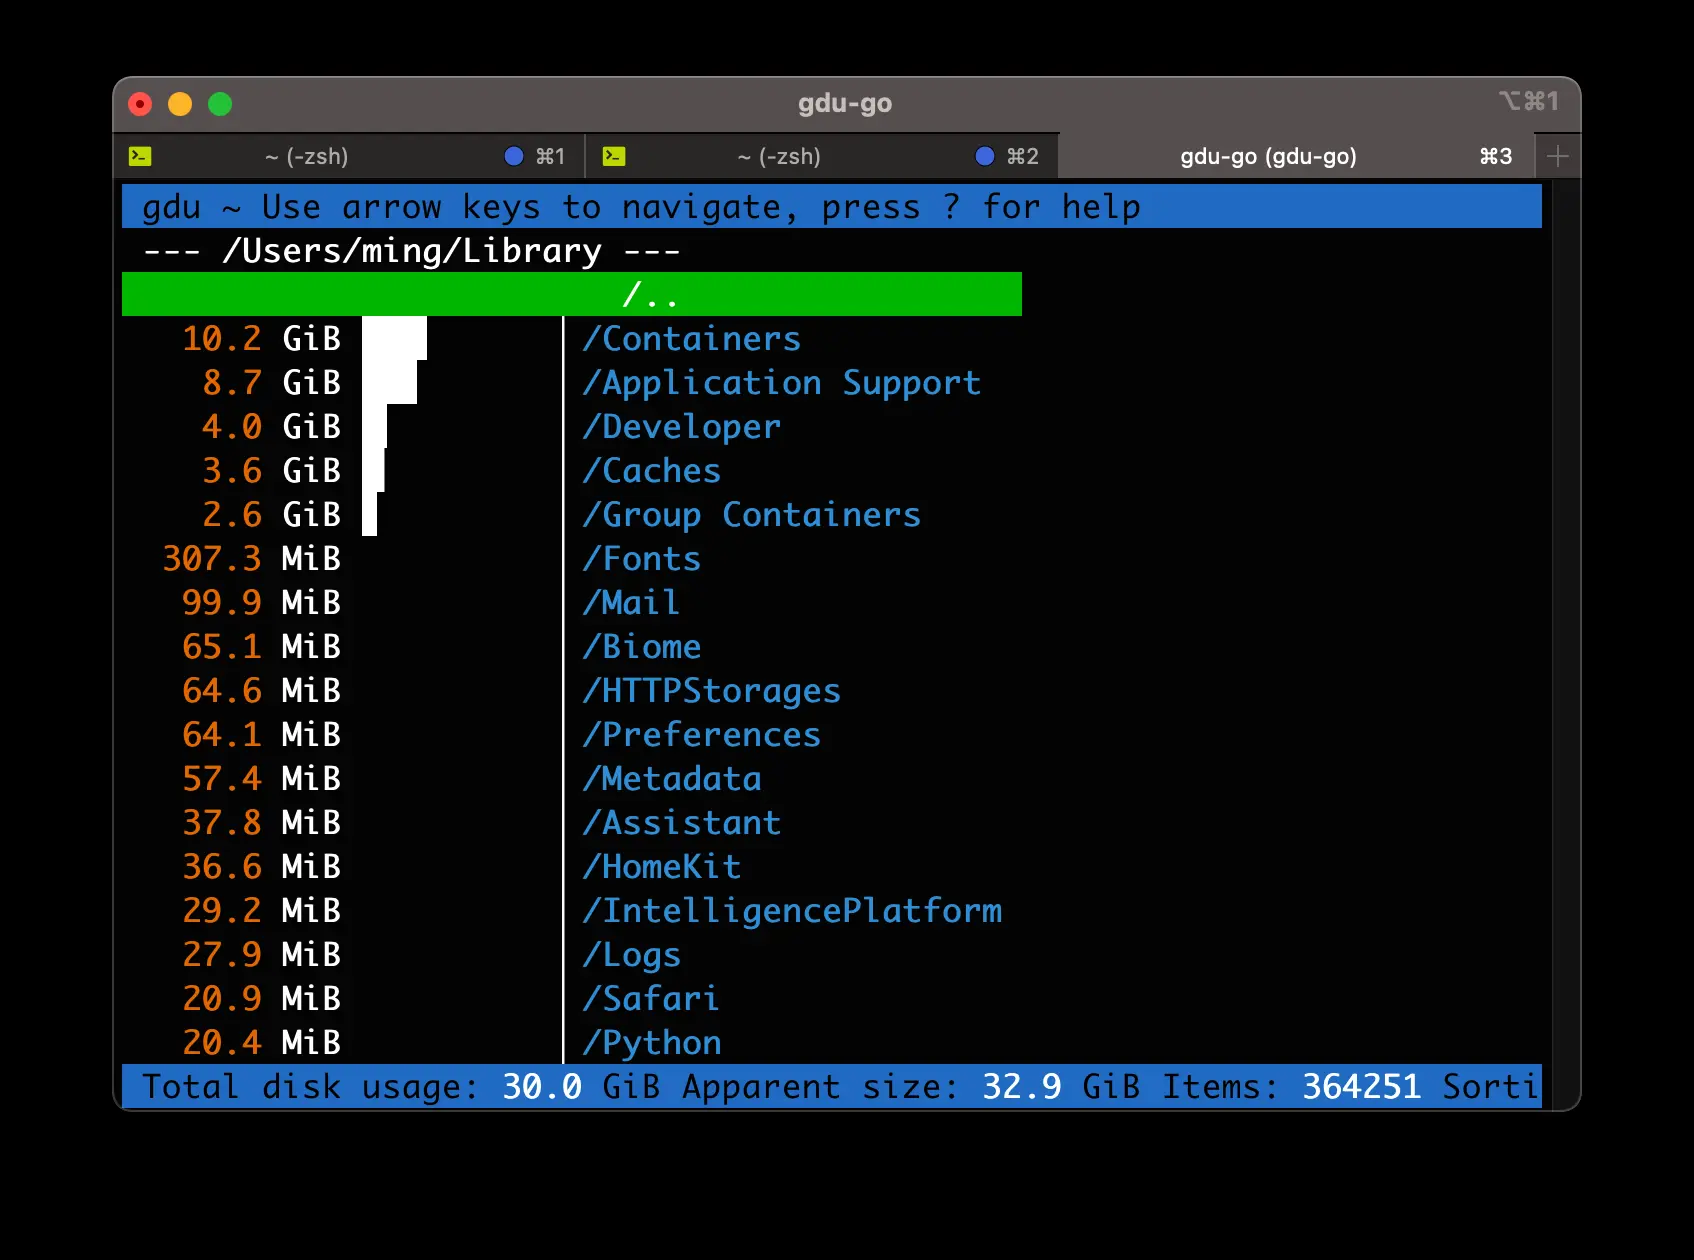 gdu-go ⌥⌘1
~ (-zsh) ⌘1 ~ (-zsh) ⌘2 gdu-go (gdu-go) ⌘3
gdu ~ Use arrow keys to navigate, press ? for help
--- /Users/ming/Library ---
/..
10.2 GiB /Containers
8.7 GiB /Application Support
4.0 GiB /Developer
3.6 GiB /Caches
2.6 GiB /Group Containers
307.3 MiB /Fonts
99.9 MiB /Mail
65.1 MiB /Biome
64.6 MiB /HTTPStorages
64.1 MiB /Preferences
57.4 MiB /Metadata
37.8 MiB /Assistant
36.6 MiB /HomeKit
29.2 MiB /IntelligencePlatform
27.9 MiB /Logs
20.9 MiB /Safari
20.4 MiB /Python
Total disk usage: 30.0 GiB Apparent size: 32.9 GiB Items: 364251 Sorti